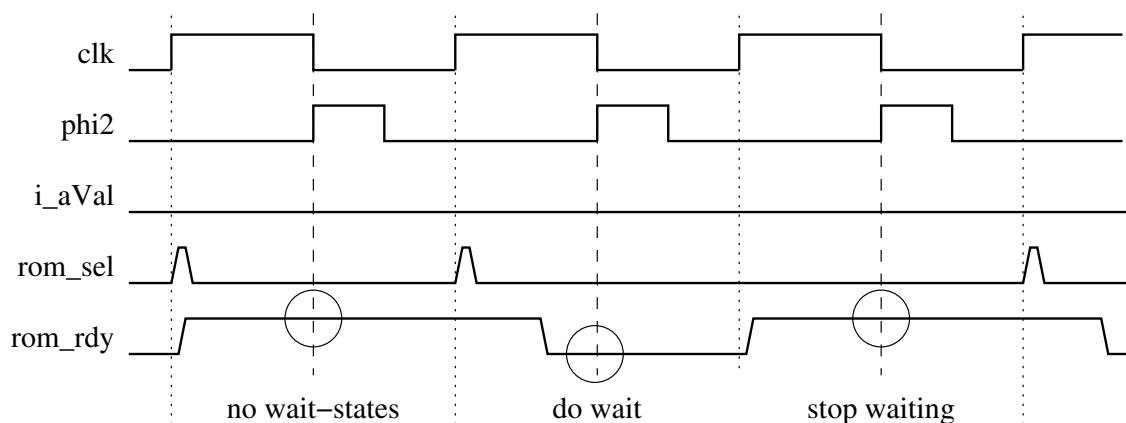 clk
phi2
i_aVal
rom_sel
rom_rdy
no wait−states do wait stop waiting